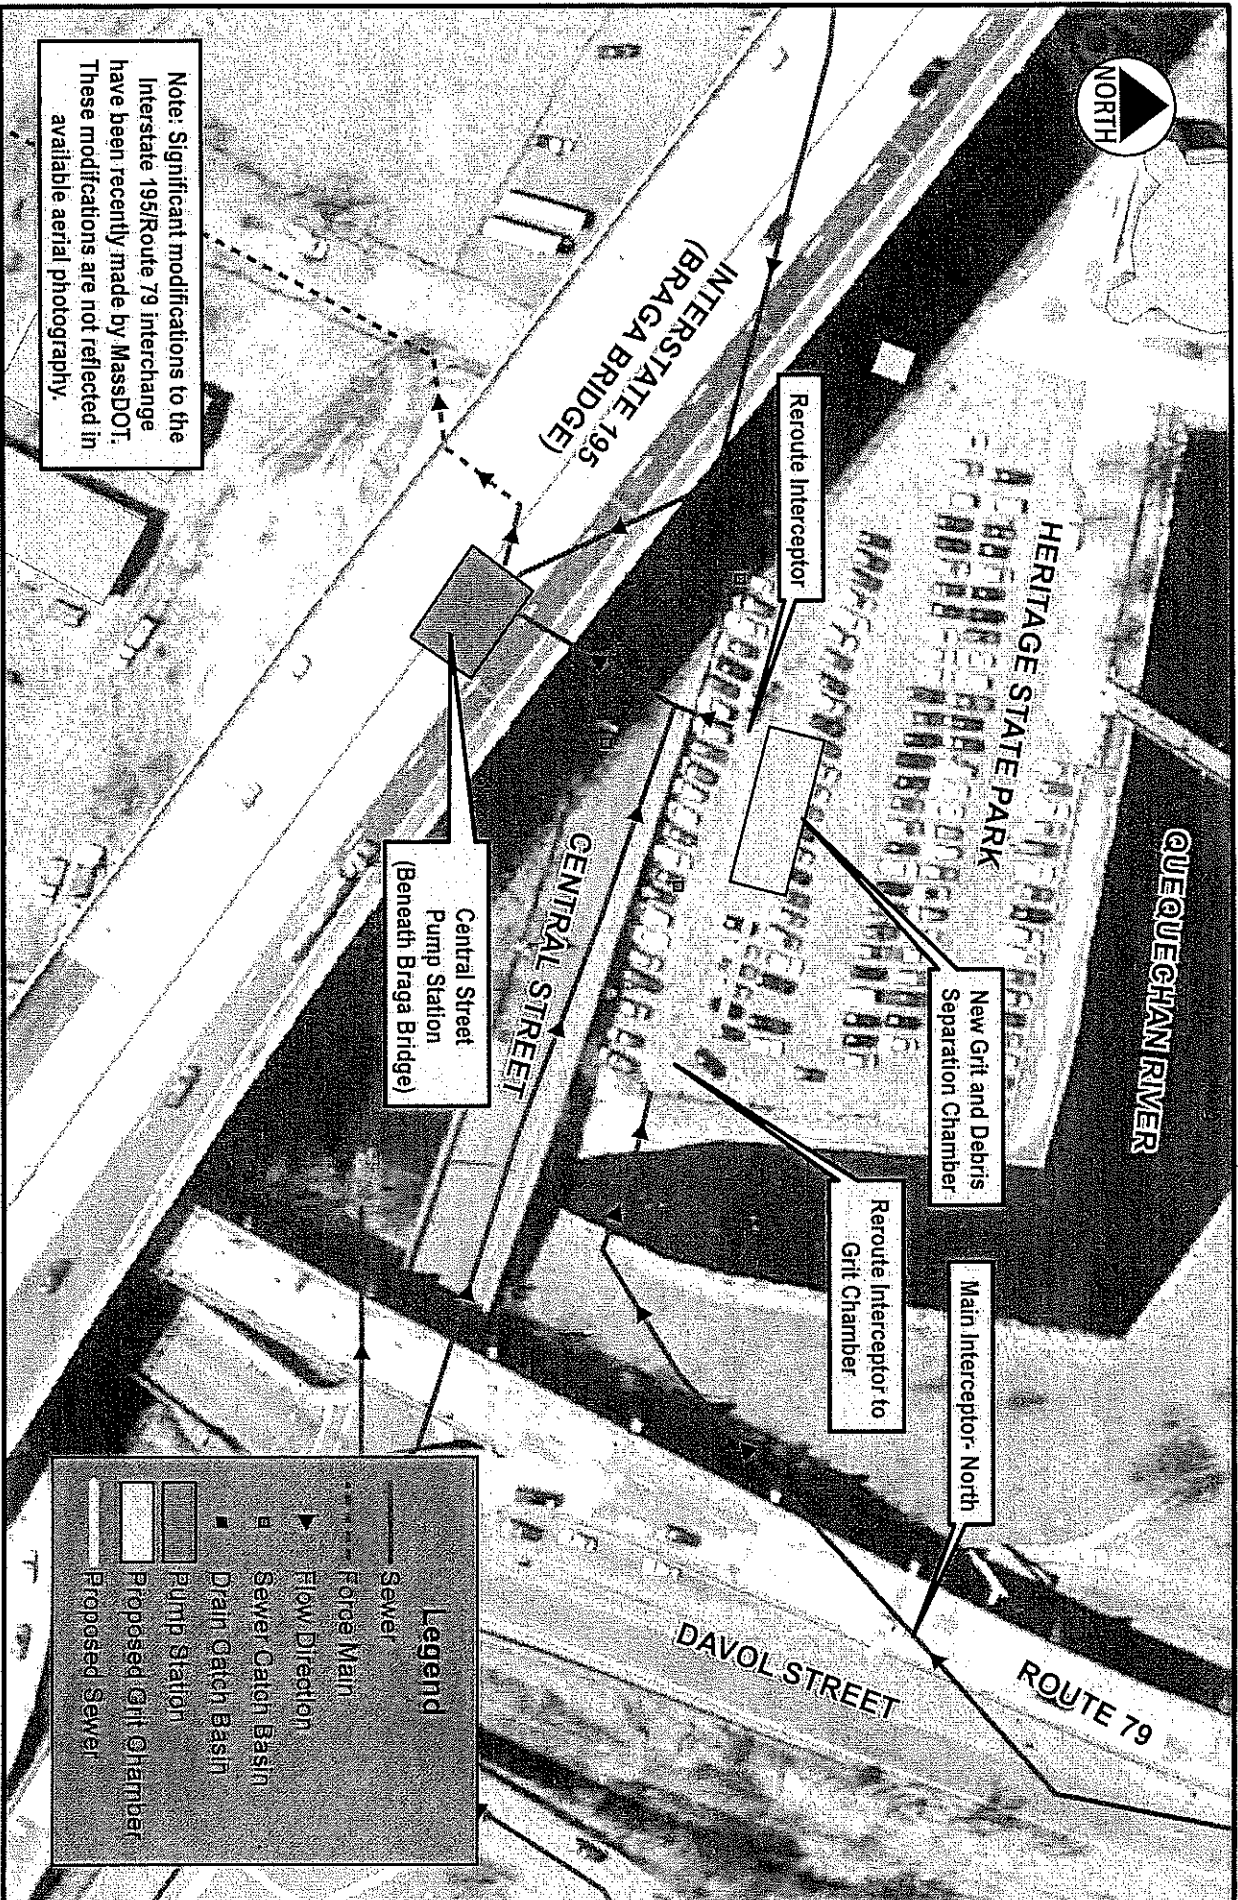 NORTH
QUEQUECHAN RIVER
HERITAGE STATE PARK
INTERSTATE 195
(BRAGA BRIDGE)
Reroute Interceptor
New Grit and Debris
Separation Chamber
Reroute Interceptor to
Grit Chamber
Main Interceptor- North
ROUTE 79
DAVOL STREET
CENTRAL STREET
Central Street
Pump Station
(Beneath Braga Bridge)
Note: Significant modifications to the
Interstate 195/Route 79 interchange
have been recently made by MassDOT.
These modifcations are not reflected in
available aerial photography.
Legend
Sewer
Force Main
Flow Direction
Sewer Catch Basin
Drain Catch Basin
Pump Station
Proposed Grit Chamber
Proposed Sewer